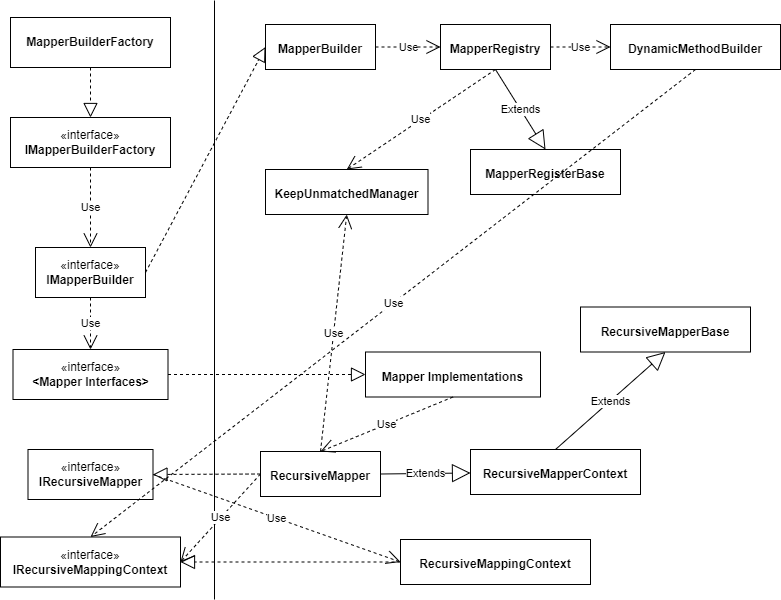 MapperBuilderFactory
MapperBuilder
Use
MapperRegistry
Use
DynamicMethodBuilder
Extends
Use
«interface»
IMapperBuilderFactory
MapperRegisterBase
KeepUnmatchedManager
Use
«interface»
IMapperBuilder
Use
Use
Use
RecursiveMapperBase
«interface»
<Mapper Interfaces>
Mapper Implementations
Extends
Use
«interface»
IRecursiveMapper
RecursiveMapper
Extends
RecursiveMapperContext
Use
Use
«interface»
IRecursiveMappingContext
RecursiveMappingContext